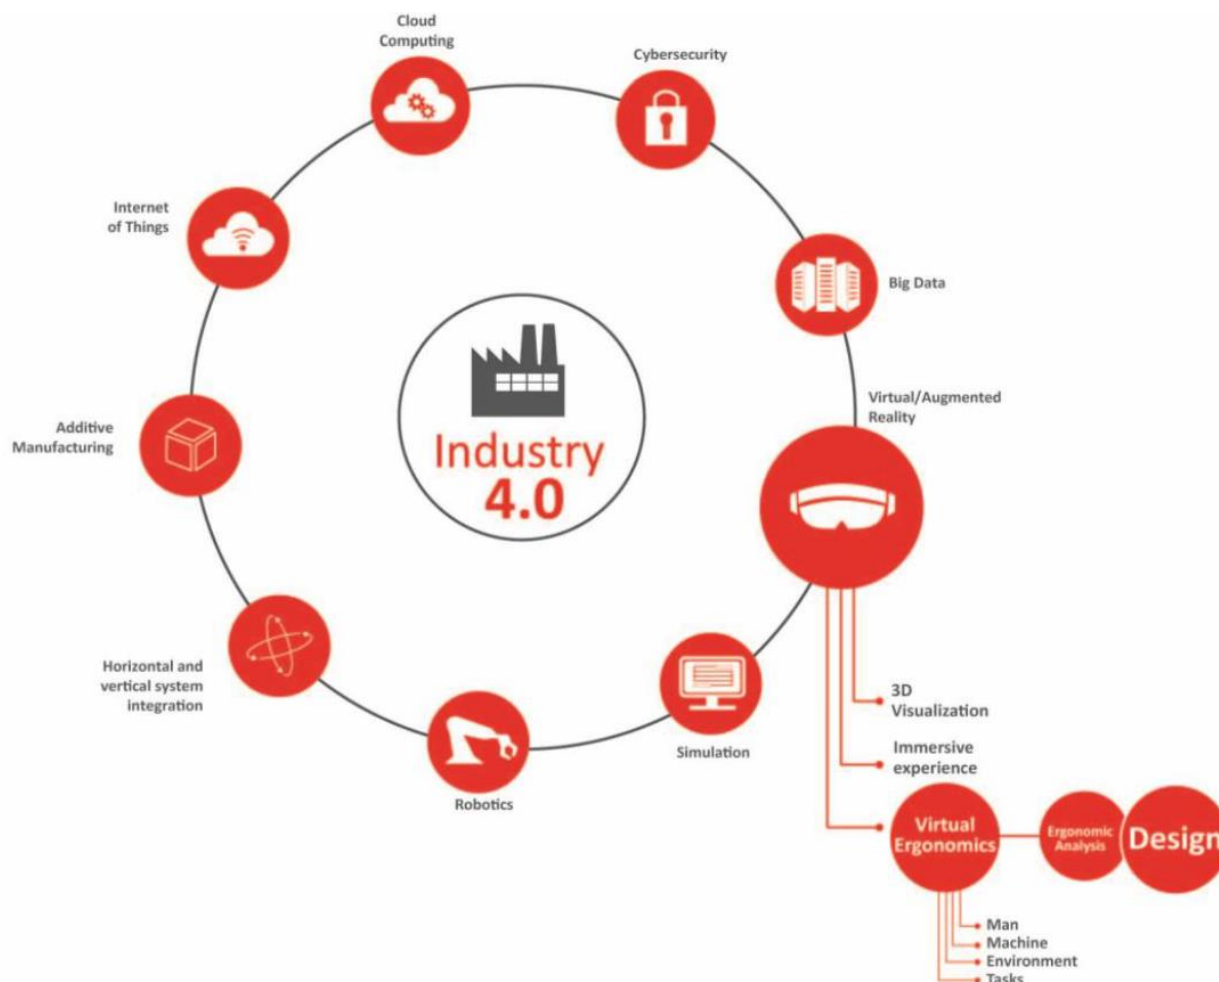 Cloud
Computing
Cybersecurity
Internet
of Things
Big Data
Virtual/Augmented
Reality
Additive
Manufacturing
Industry
4.0
Horizontal and
vertical system
integration
Simulation
Robotics
3D
Visualization
Immersive
experience
Virtual
Ergonomics
Ergonomic
Analysis
Design
Man
Machine
Environment
Tasks